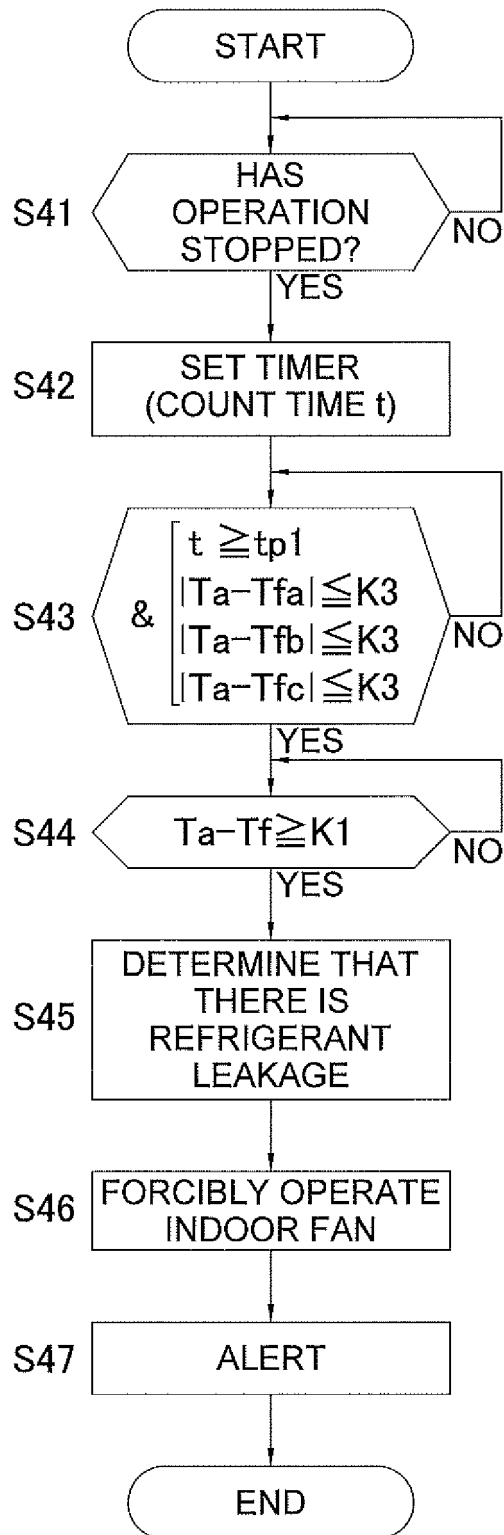 START
S41
HAS
OPERATION
STOPPED?
NO
YES
S42
SET TIMER
(COUNT TIME t)
S43
&
t ≧tp1
|Ta-Tfa|≦K3
|Ta-Tfb|≦K3
|Ta-Tfc|≦K3
NO
YES
S44
Ta-Tf≧K1
NO
YES
S45
DETERMINE THAT
THERE IS
REFRIGERANT
LEAKAGE
S46
FORCIBLY OPERATE
INDOOR FAN
S47
ALERT
END